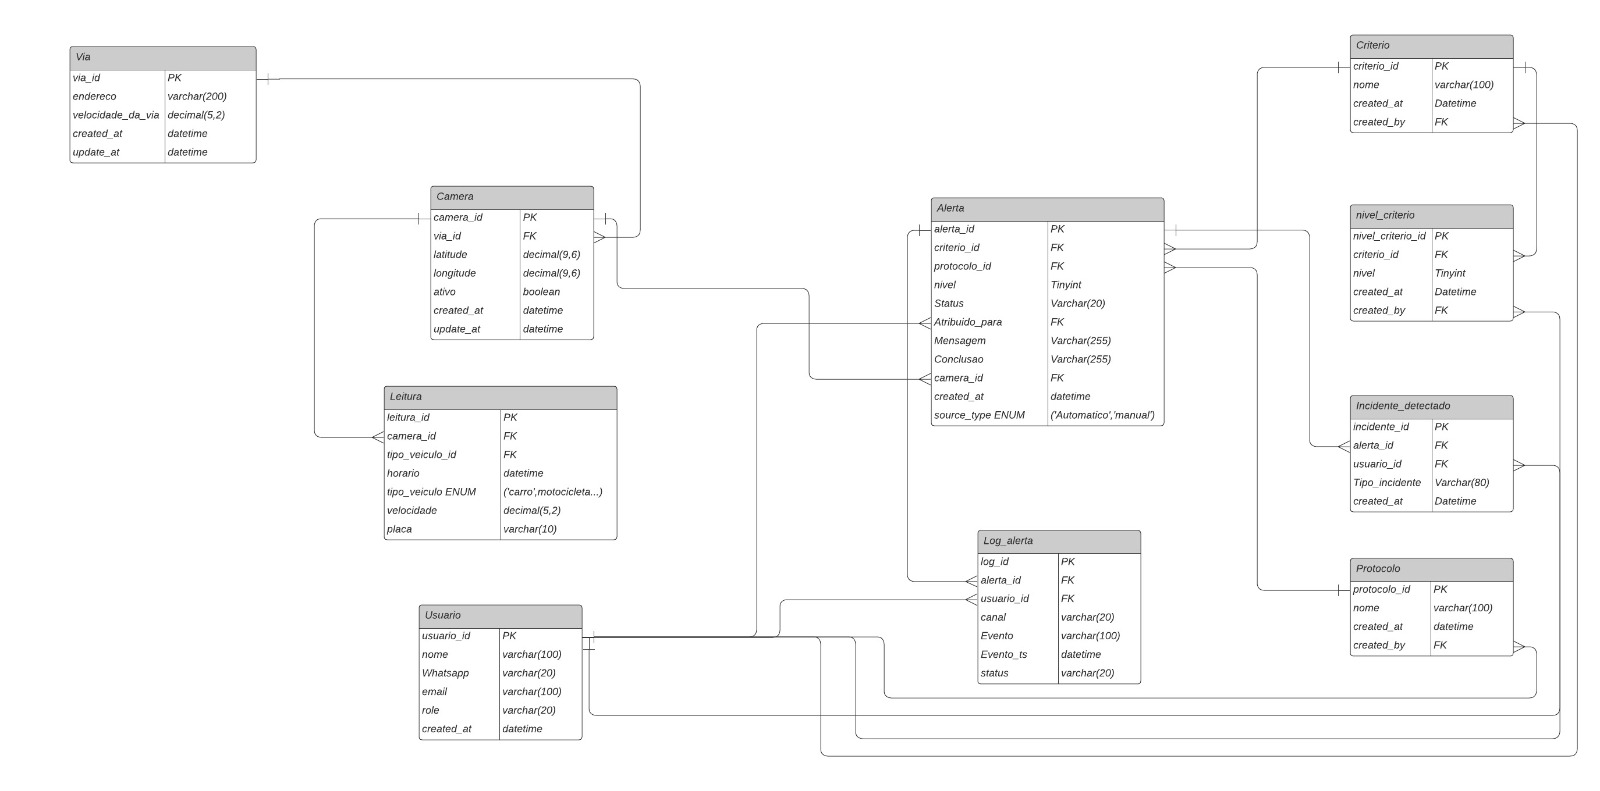 Via
via_id PK
endereco varchar(200)
velocidade_da_via decimal(5,2)
created_at datetime
update_at datetime
Camera
camera_id PK
via_id FK
latitude decimal(9,6)
longitude decimal(9,6)
ativo boolean
created_at datetime
update_at datetime
Leitura
leitura_id PK
camera_id FK
tipo_veiculo_id FK
horario datetime
tipo_veiculo ENUM ('carro',motocicleta...)
velocidade decimal(5,2)
placa varchar(10)
Usuario
usuario_id PK
nome varchar(100)
Whatsapp varchar(20)
email varchar(100)
role varchar(20)
created_at datetime
Alerta
alerta_id PK
criterio_id FK
protocolo_id FK
nivel Tinyint
Status Varchar(20)
Atribuido_para FK
Mensagem Varchar(255)
Conclusao Varchar(255)
camera_id FK
created_at datetime
source_type ENUM ('Automatico','manual')
Log_alerta
log_id PK
alerta_id FK
usuario_id FK
canal varchar(20)
Evento varchar(100)
Evento_ts datetime
status varchar(20)
Criterio
criterio_id PK
nome varchar(100)
created_at Datetime
created_by FK
nivel_criterio
nivel_criterio_id PK
criterio_id FK
nivel Tinyint
created_at Datetime
created_by FK
Incidente_detectado
incidente_id PK
alerta_id FK
usuario_id FK
Tipo_incidente Varchar(80)
created_at Datetime
Protocolo
protocolo_id PK
nome varchar(100)
created_at datetime
created_by FK